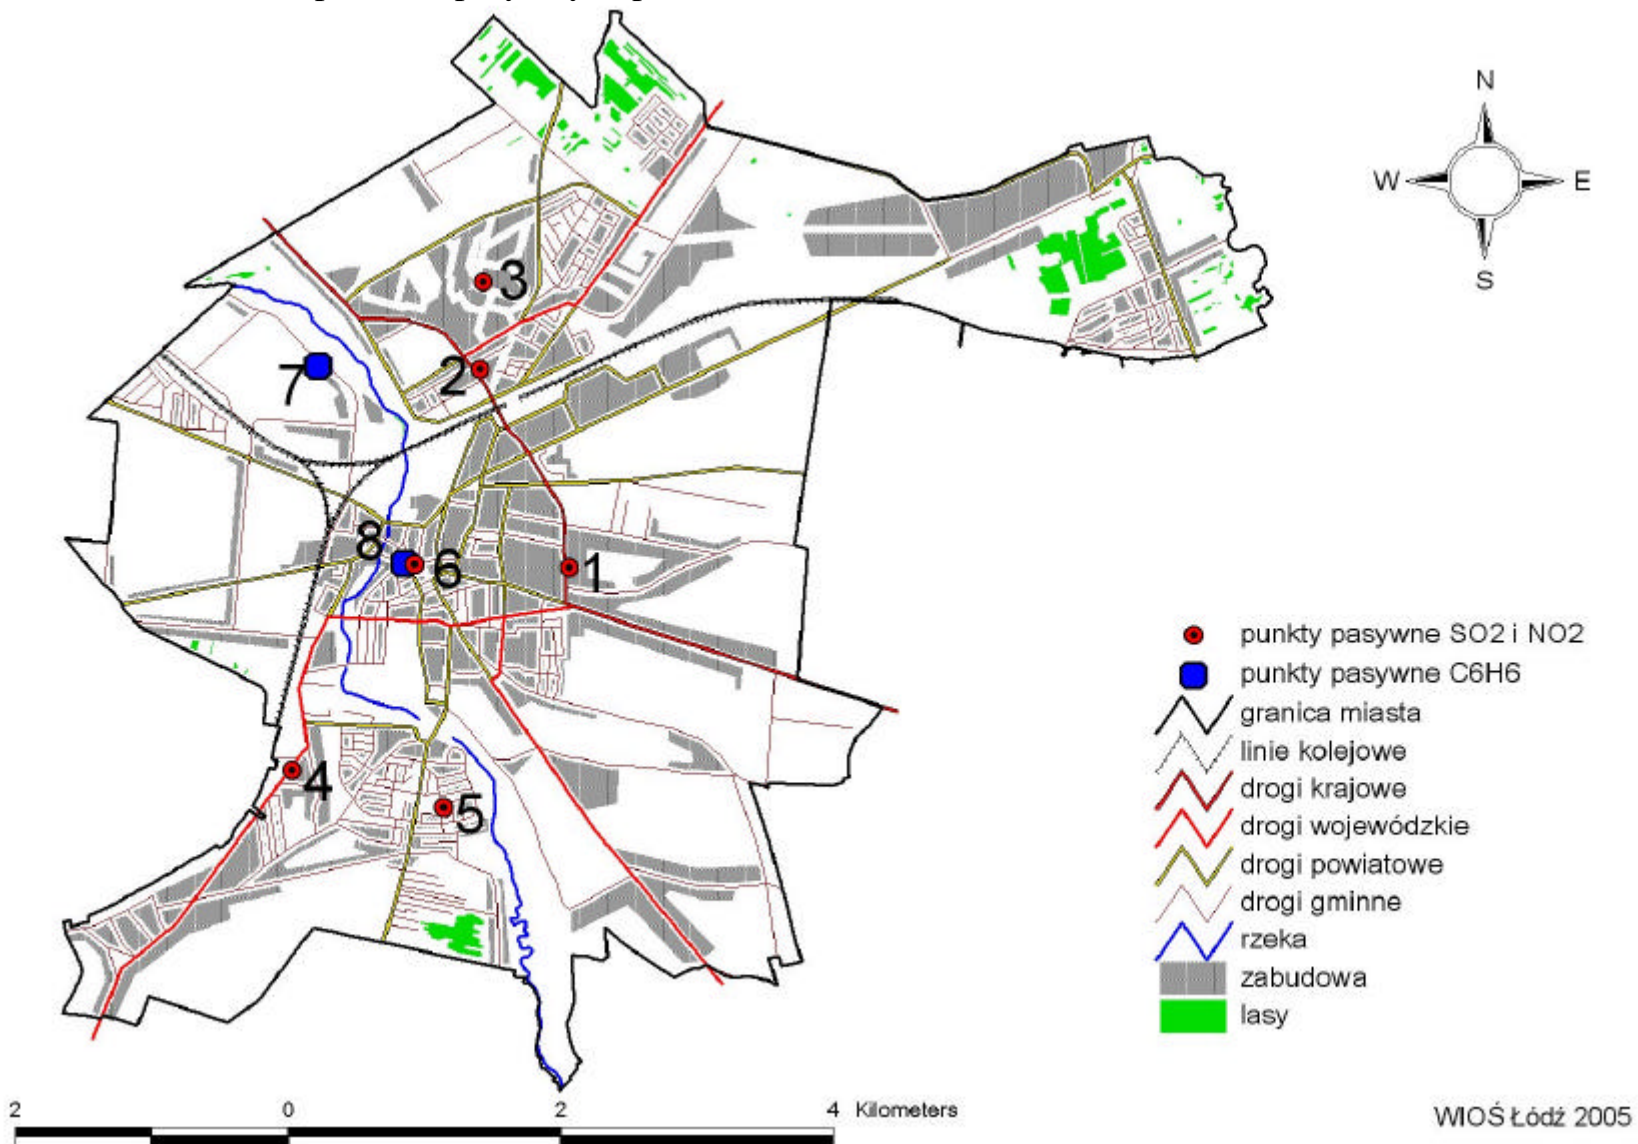 N
W E
S
3
2
7
8
6
1
4
5
punkty pasywne SO2 i NO2
punkty pasywne C6H6
granica miasta
linie kolejowe
drogi krajowe
drogi wojewódzkie
drogi powiatowe
drogi gminne
rzeka
zabudowa
lasy
2 0 2 4 Kilometers
WIOŚ Łódź 2005